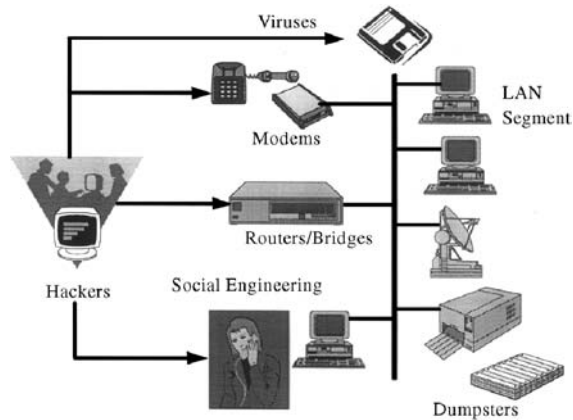 Viruses
LAN
Segment
Modems
Routers/Bridges
Hackers
Social Engineering
Dumpsters